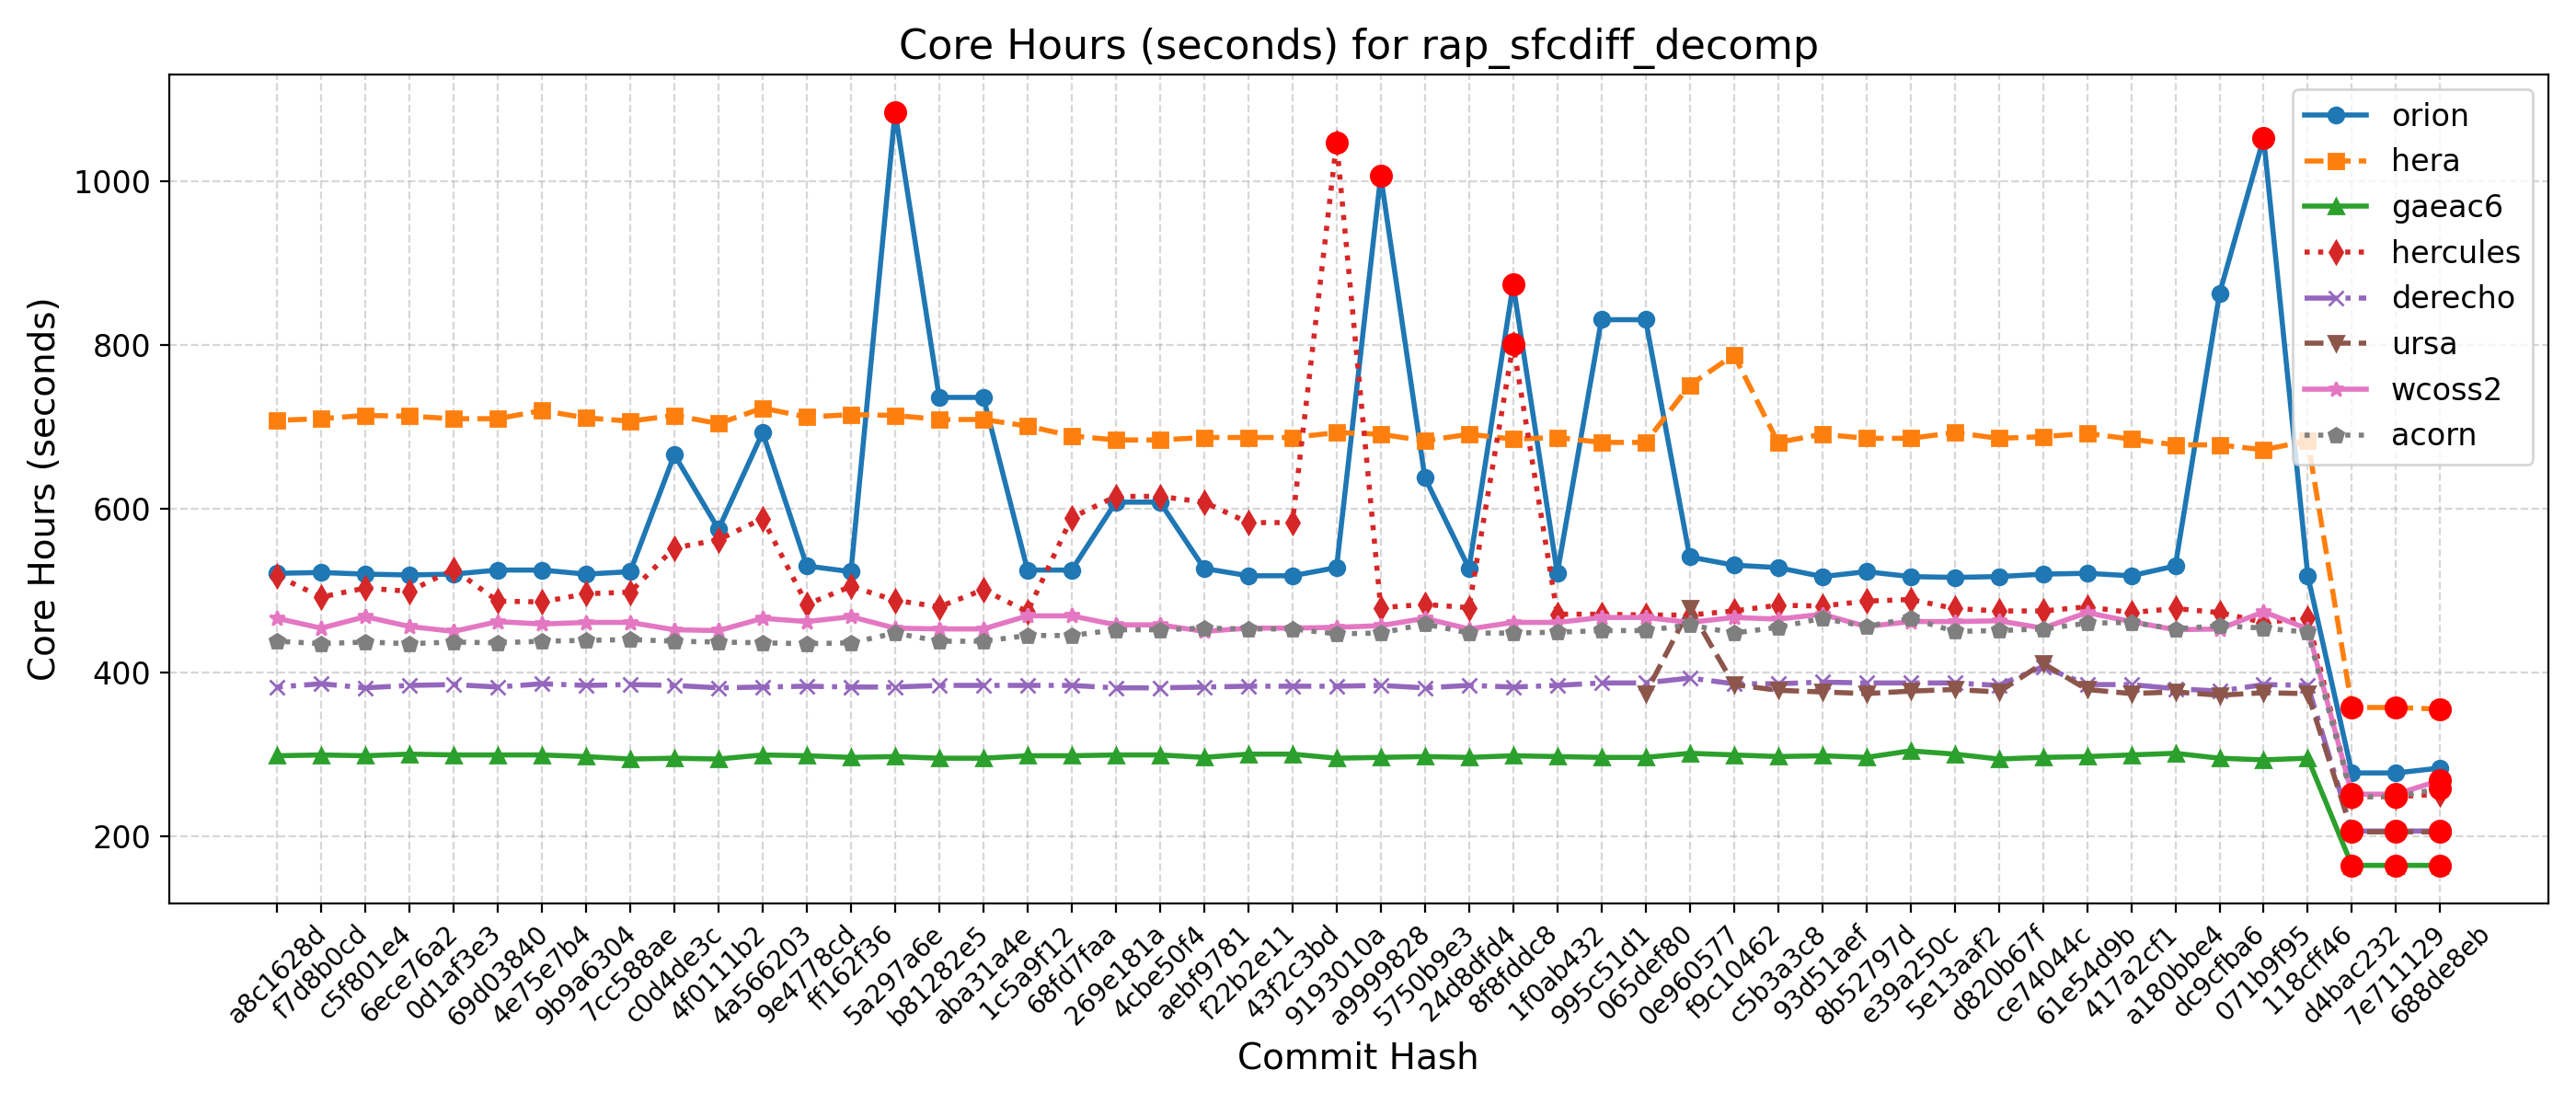 Core Hours (seconds) for rap_sfcdiff_decomp
Core Hours (seconds)
1000
800
600
400
200
orion
hera
gaeac6
hercules
derecho
ursa
wcoss2
acorn
a8c1628d
f7d8b0cd
c5f801e4
6ece76a2
0d1af3e3
69d03840
4e75e7b4
9b9a6304
7cc588ae
c0d4de3c
4f0111b2
4a566203
9e4778cd
ff162f36
5a297a6e
b81282e5
aba31a4e
1c5a9f12
68fd7faa
269e181a
4cbe50f4
aebf9781
f22b2e11
43f2c3bd
9193010a
a9999828
5750b9e3
24d8dfd4
8f8fddc8
1f0ab432
995c51d1
065def80
0e960577
f9c10462
c5b3a3c8
93d51aef
8b52797d
e39a250c
5e13aaf2
d820b67f
ce74044c
61e54d9b
417a2cf1
a180bbe4
dc9cfba6
071b9f95
118cff46
d4bac232
7e711129
688de8eb
Commit Hash